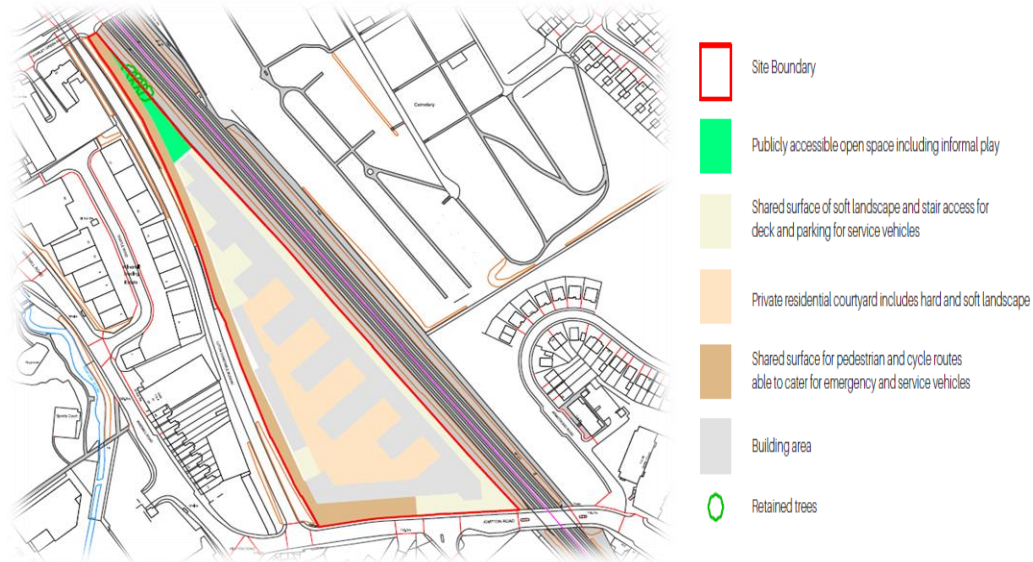 Cemetery
KIMPTON ROAD
Site Boundary
Publicly accessible open space including informal play
Shared surface of soft landscape and stair access for
deck and parking for service vehicles
Private residential courtyard includes hard and soft landscape
Shared surface for pedestrian and cycle routes
able to cater for emergency and service vehicles
Building area
Retained trees